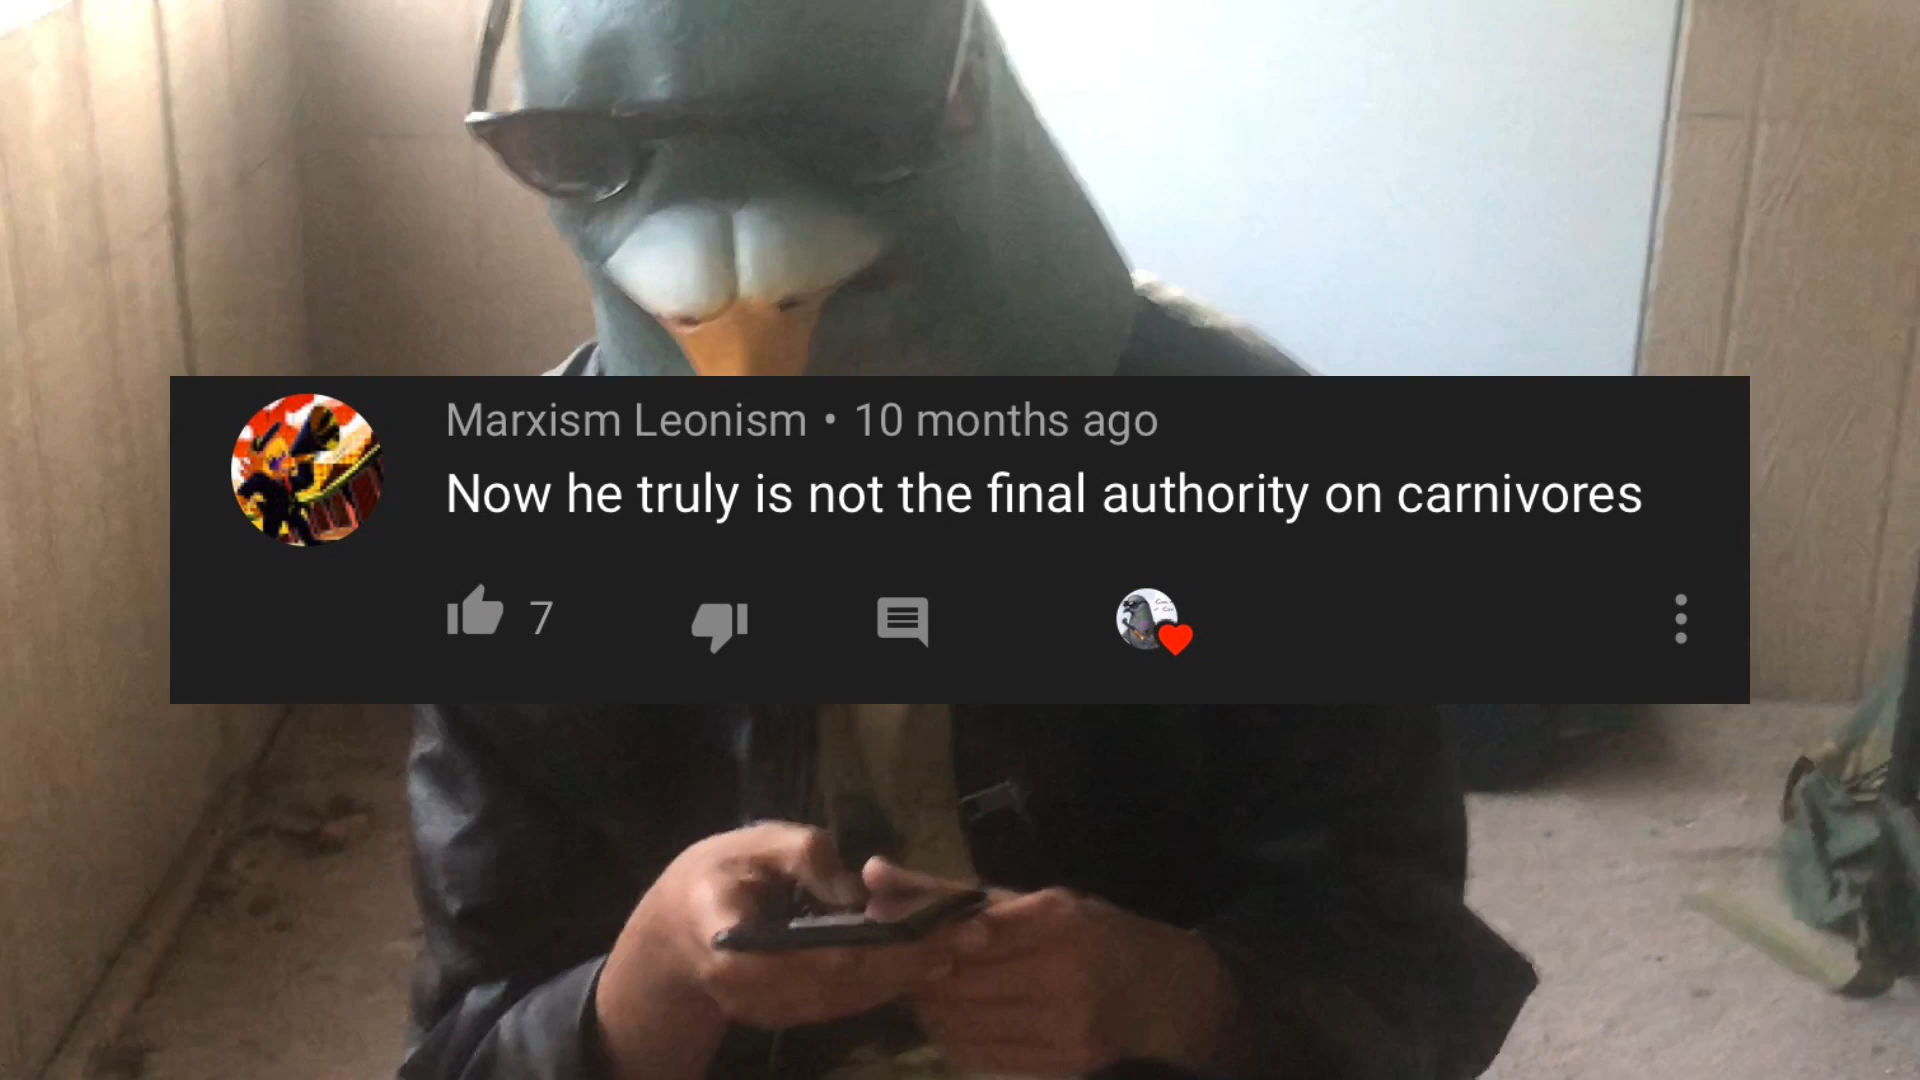 Marxism Leonism • 10 months ago
Now he truly is not the final authority on carnivores
7